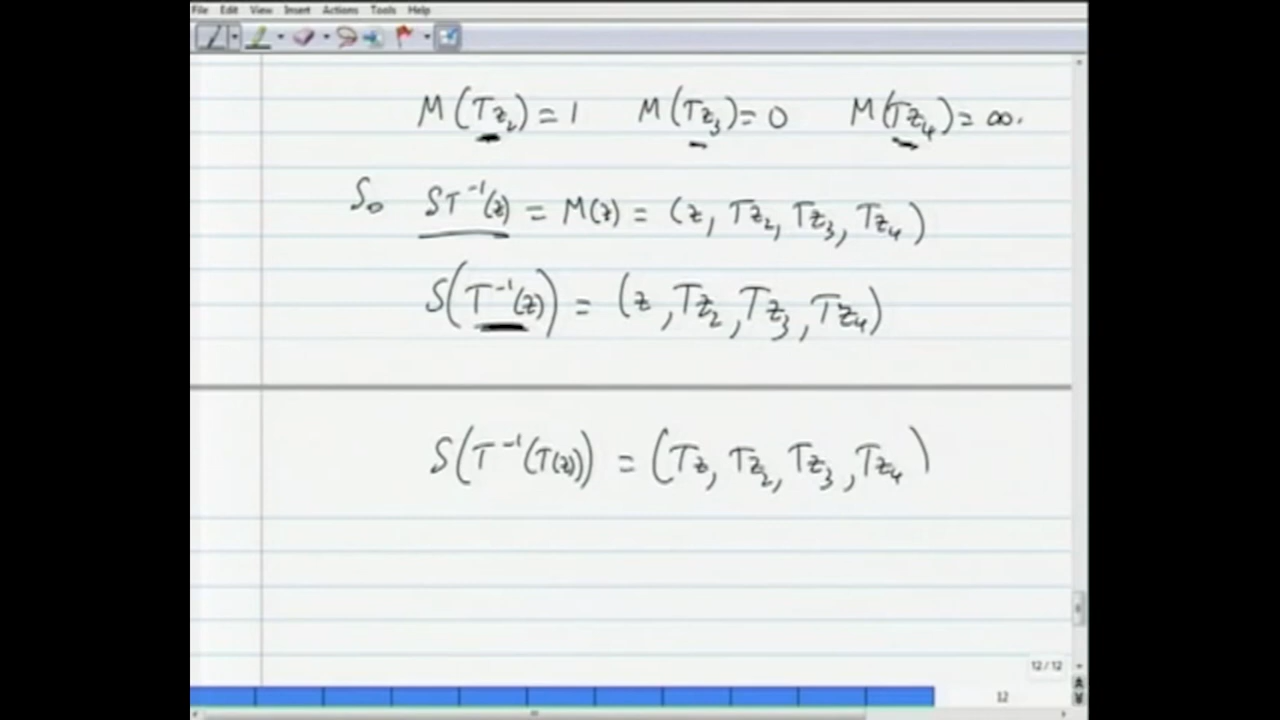 File Edit View Insert Actions Tools Help
M(Tz₂) = 1 M(Tz₃) = 0 M(Tz₄) = ∞.
So ST⁻¹(z) = M(z) = (z, Tz₂, Tz₃, Tz₄)
S(T⁻¹(z)) = (z, Tz₂, Tz₃, Tz₄)
S(T⁻¹(T(z))) = (Tz, Tz₂, Tz₃, Tz₄)
12 / 12
12